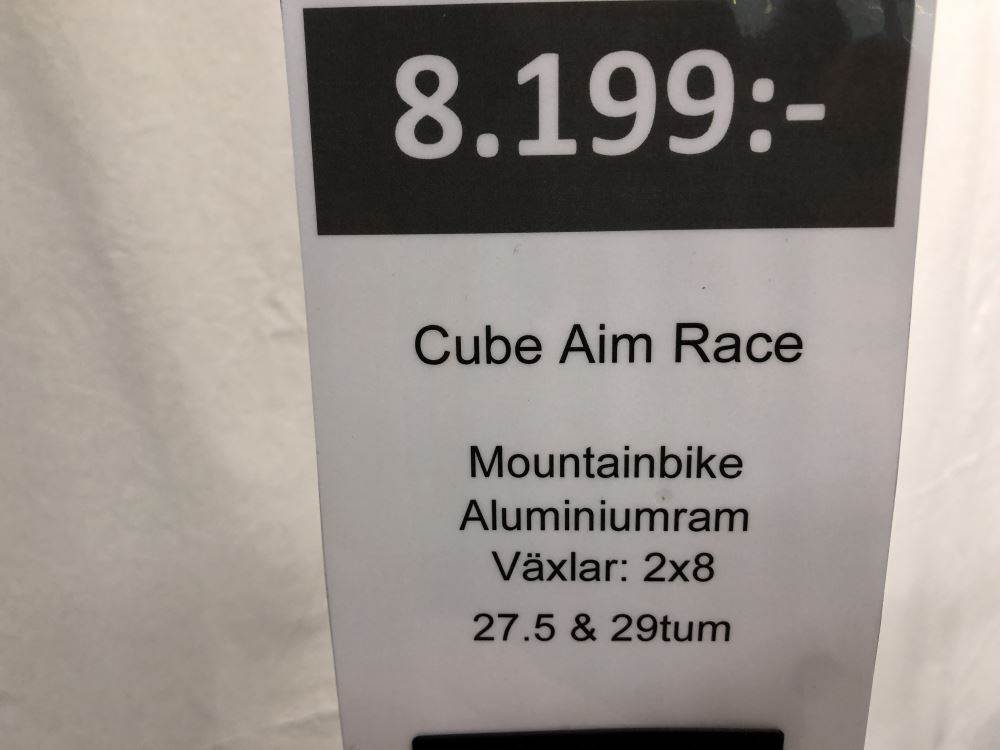 8.199:-
Cube Aim Race
Mountainbike
Aluminiumram
Växlar: 2x8
27.5 & 29tum